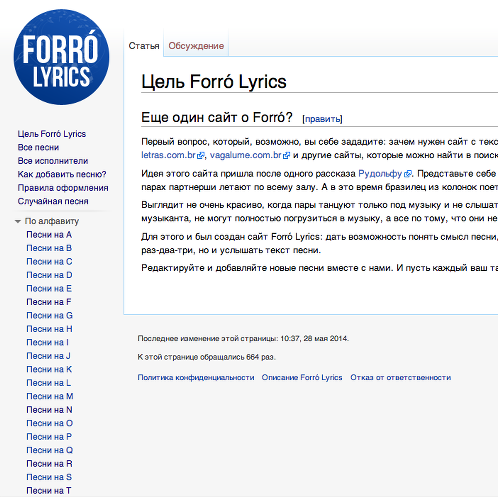 FORRÓ
LYRICS
Цель Forró Lyrics
Все песни
Все исполнители
Как добавить песню?
Правила оформления
Случайная песня
По алфавиту
Песни на A
Песни на B
Песни на C
Песни на D
Песни на E
Песни на F
Песни на G
Песни на H
Песни на I
Песни на J
Песни на K
Песни на L
Песни на M
Песни на N
Песни на O
Песни на P
Песни на Q
Песни на R
Песни на S
Песни на T
Статья Обсуждение
Цель Forró Lyrics
Еще один сайт о Forró? [править]
Первый вопрос, который, возможно, вы себе зададите: зачем нужен сайт с текс
letras.com.br, vagalume.com.br и другие сайты, которые можно найти в поиск
Идея этого сайта пришла после одного рассказа Рудольфу. Представьте себе
парах партнерши летают по всему залу. А в это время бразилец из колонок поет
Выглядит не очень красиво, когда пары танцуют только под музыку и не слышат
музыканта, не могут полностью погрузиться в музыку, а все по тому, что они не
Для этого и был создан сайт Forró Lyrics: дать возможность понять смысл песни,
раз-два-три, но и услышать текст песни.
Редактируйте и добавляйте новые песни вместе с нами. И пусть каждый ваш та
Последнее изменение этой страницы: 10:37, 28 мая 2014.
К этой странице обращались 664 раз.
Политика конфиденциальности Описание Forró Lyrics Отказ от ответственности